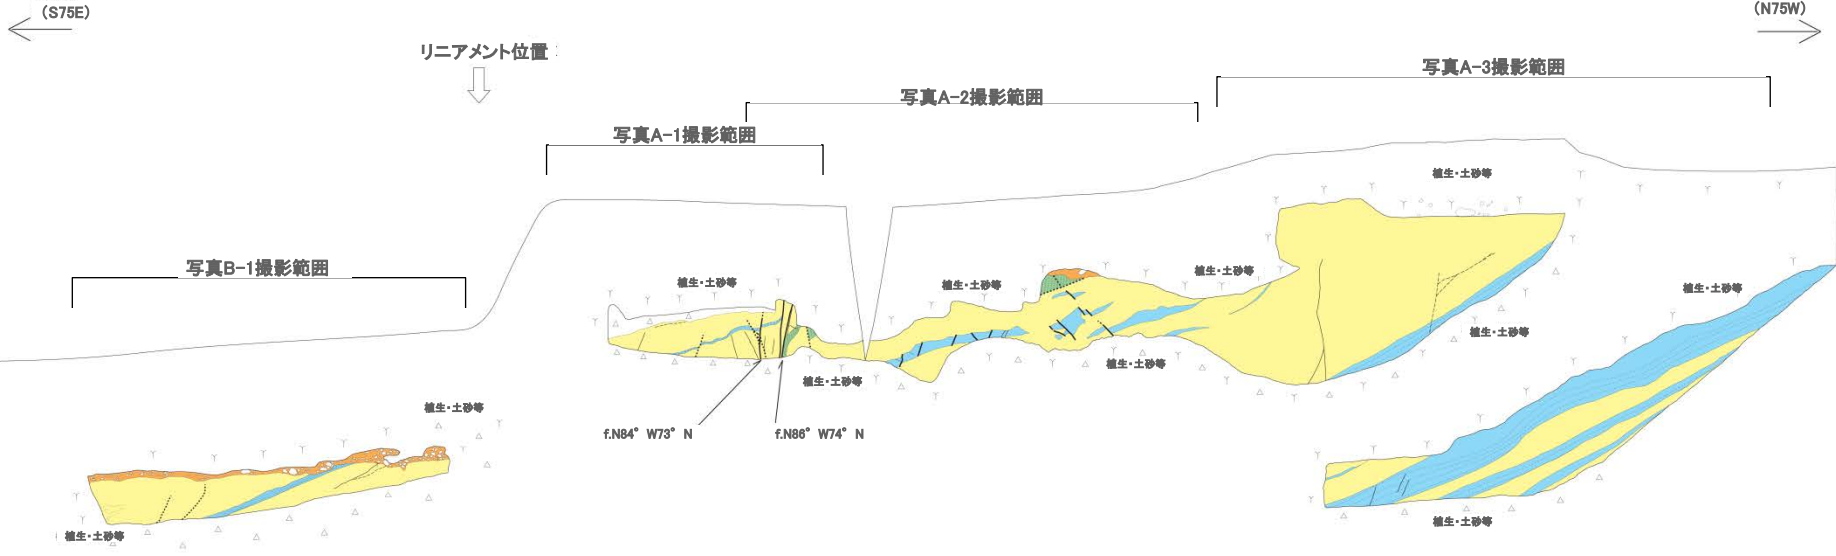 (S75E)
(N75W)
リニアメント位置
写真A-3撮影範囲
写真A-2撮影範囲
写真A-1撮影範囲
植生・土砂等
写真B-1撮影範囲
植生・土砂等
植生・土砂等
植生・土砂等
植生・土砂等
植生・土砂等
植生・土砂等
植生・土砂等
植生・土砂等
f.N84°W73°N
f.N86°W74°N
植生・土砂等
植生・土砂等
植生・土砂等